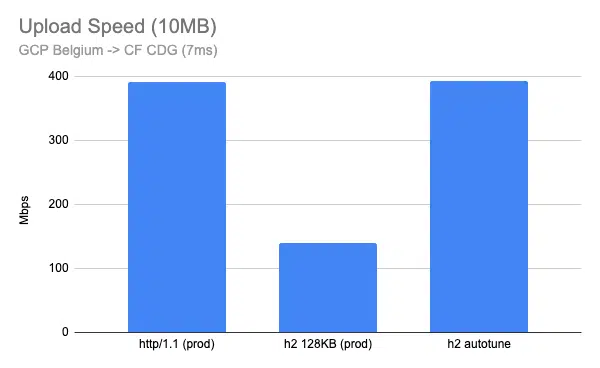 Upload Speed (10MB)
GCP Belgium -> CF CDG (7ms)
400
300
200
100
0
Mbps
http/1.1 (prod)
h2 128KB (prod)
h2 autotune